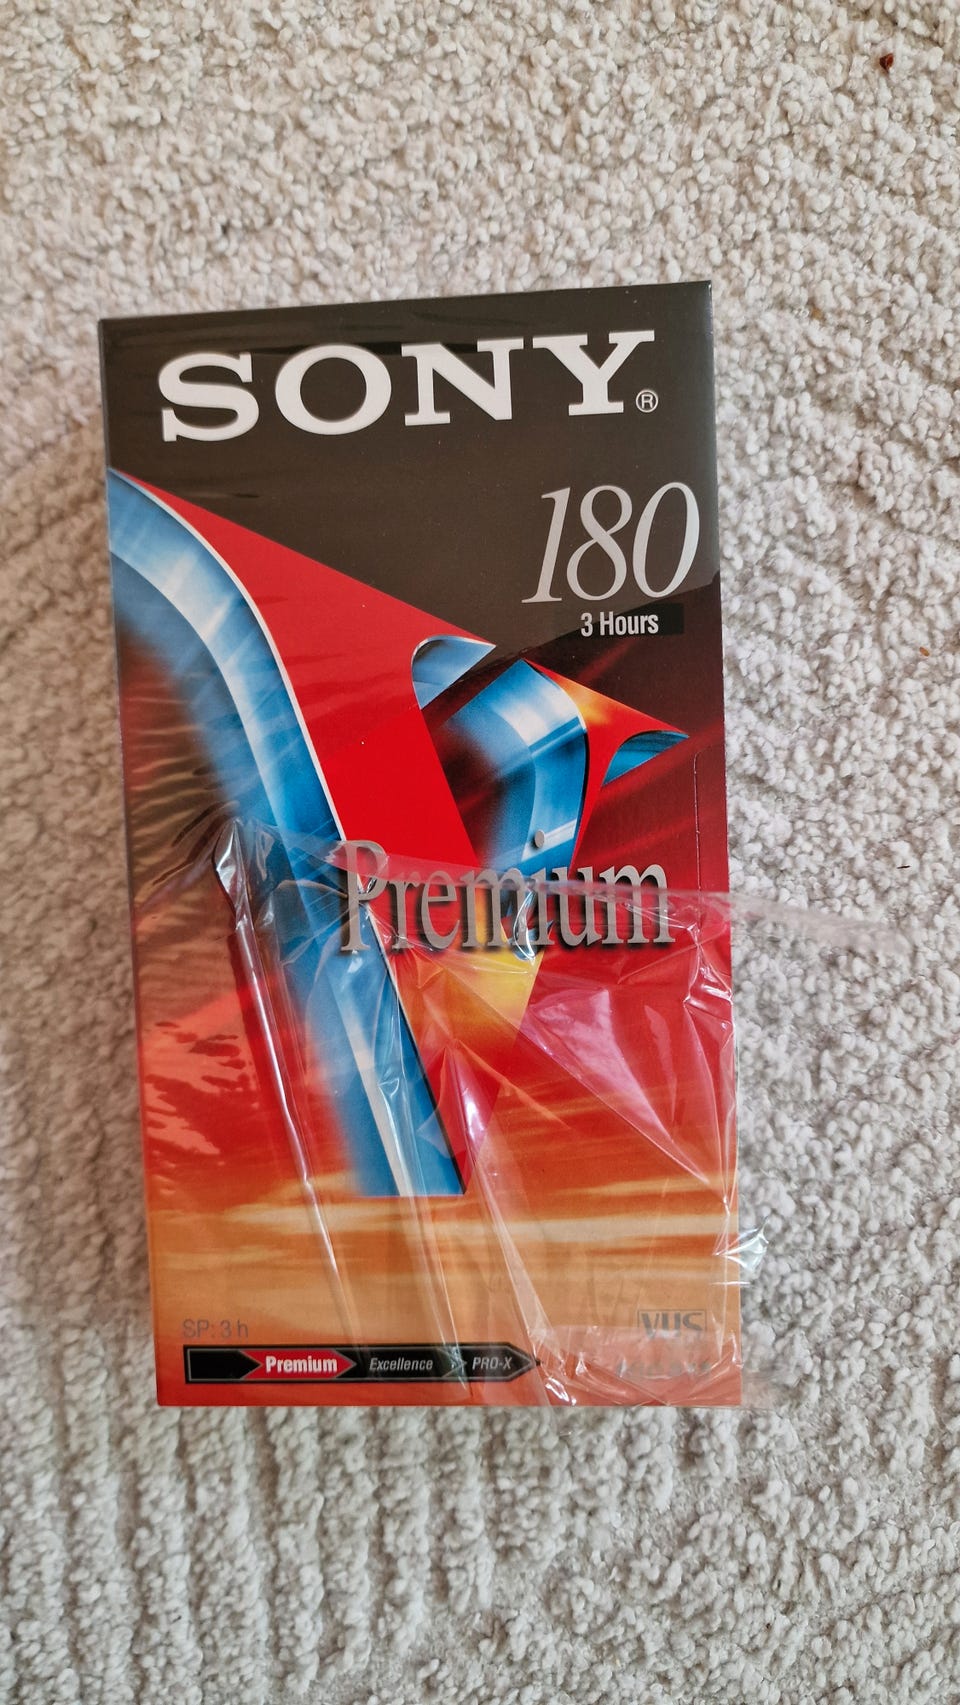 SONY®
180
3 Hours
Premium
SP: 3 h
VHS
Premium Excellence PRO-X